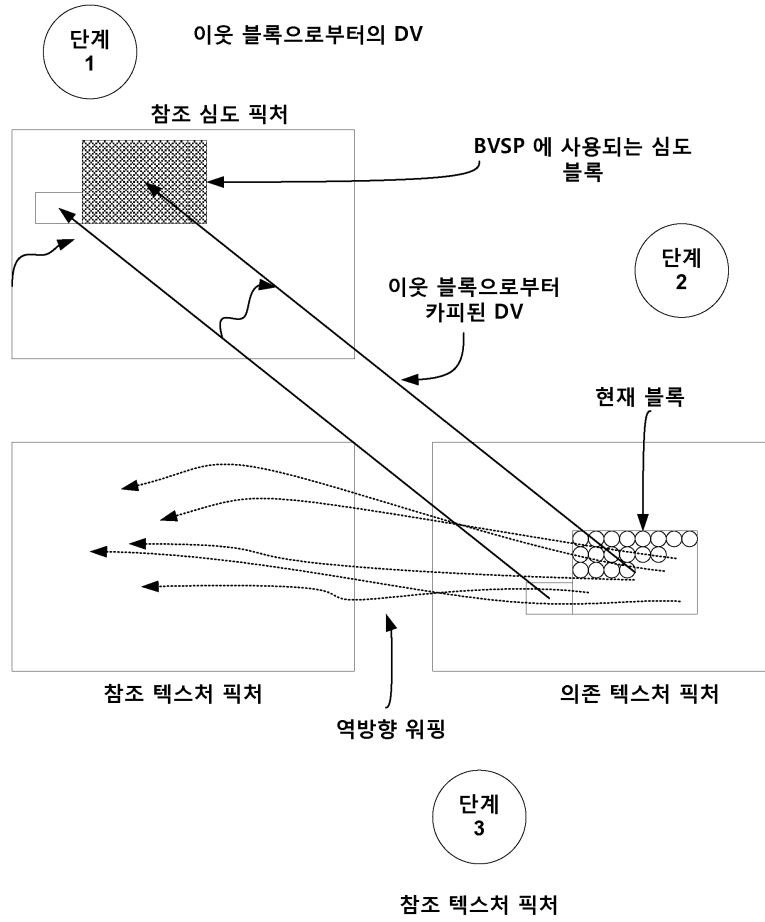 단계
1
이웃 블록으로부터의 DV
참조 심도 픽처
BVSP 에 사용되는 심도
블록
단계
2
이웃 블록으로부터
카피된 DV
현재 블록
참조 텍스처 픽처
의존 텍스처 픽처
역방향 워핑
단계
3
참조 텍스처 픽처